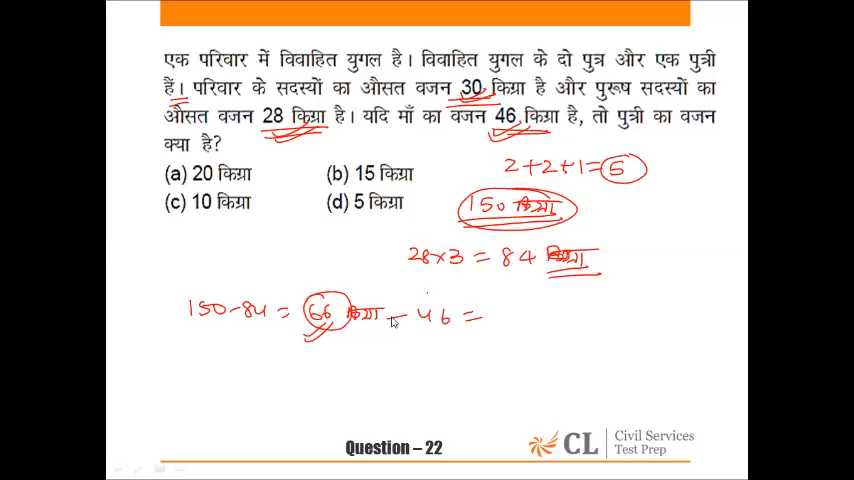 एक परिवार में विवाहित युगल है। विवाहित युगल के दो पुत्र और एक पुत्री
हैं। परिवार के सदस्यों का औसत वजन 30 किग्रा है और पुरूष सदस्यों का
औसत वजन 28 किग्रा है। यदि माँ का वजन 46 किग्रा है, तो पुत्री का वजन
क्या है?
2+2+1=5
(a) 20 किग्रा (b) 15 किग्रा
(c) 10 किग्रा (d) 5 किग्रा
150 किग्रा
28×3 = 84 किग्रा
150-84 = 66 किग्रा - 46 =
Question – 22
CL Civil Services
Test Prep